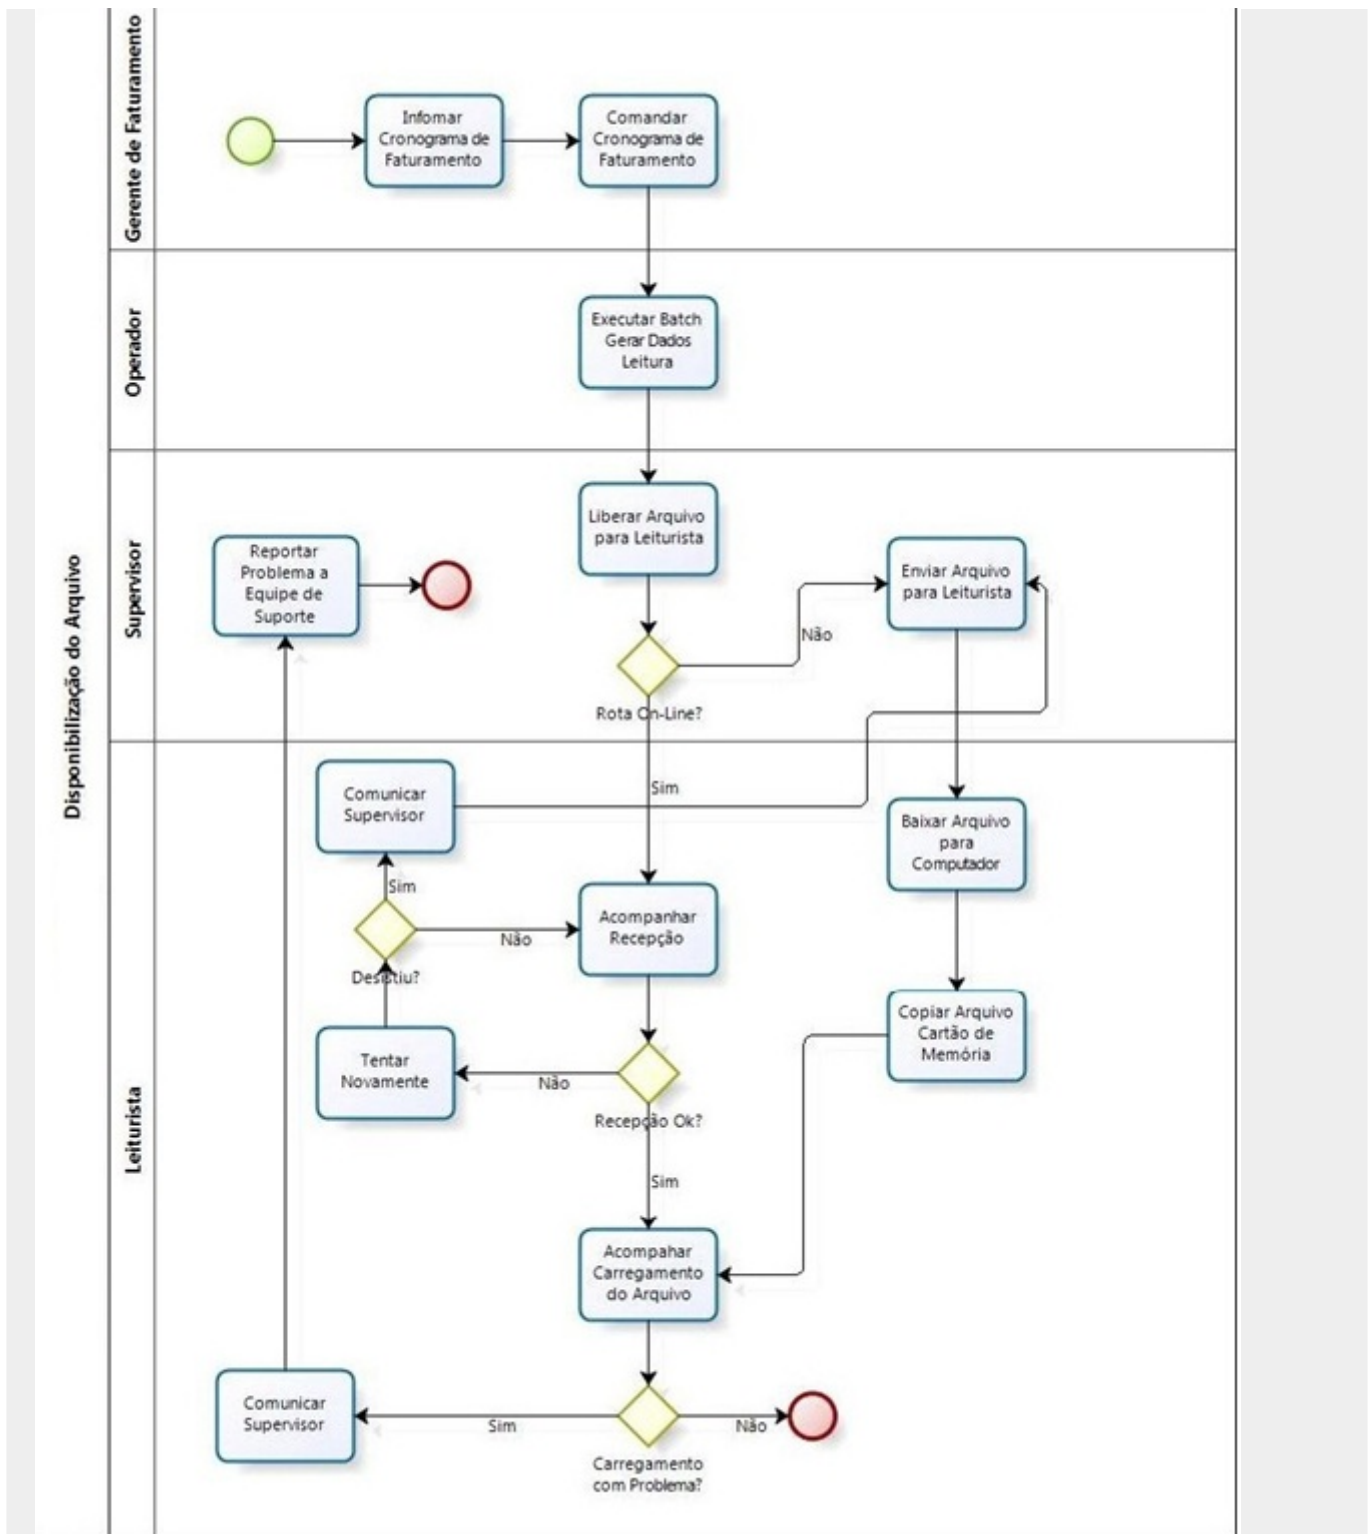 Disponibilização do Arquivo
Gerente de Faturamento
Infomar
Cronograma de
Faturamento
Comandar
Cronograma de
Faturamento
Operador
Executar Batch
Gerar Dados
Leitura
Supervisor
Liberar Arquivo
para Leiturista
Reportar
Problema a
Equipe de
Suporte
Enviar Arquivo
para Leiturista
Não
Rota On-Line?
Leiturista
Sim
Comunicar
Supervisor
Baixar Arquivo
para
Computador
Sim
Acompanhar
Recepção
Não
Desistiu?
Copiar Arquivo
Cartão de
Memória
Tentar
Novamente
Não
Recepção Ok?
Sim
Acompahar
Carregamento
do Arquivo
Comunicar
Supervisor
Sim
Não
Carregamento
com Problema?